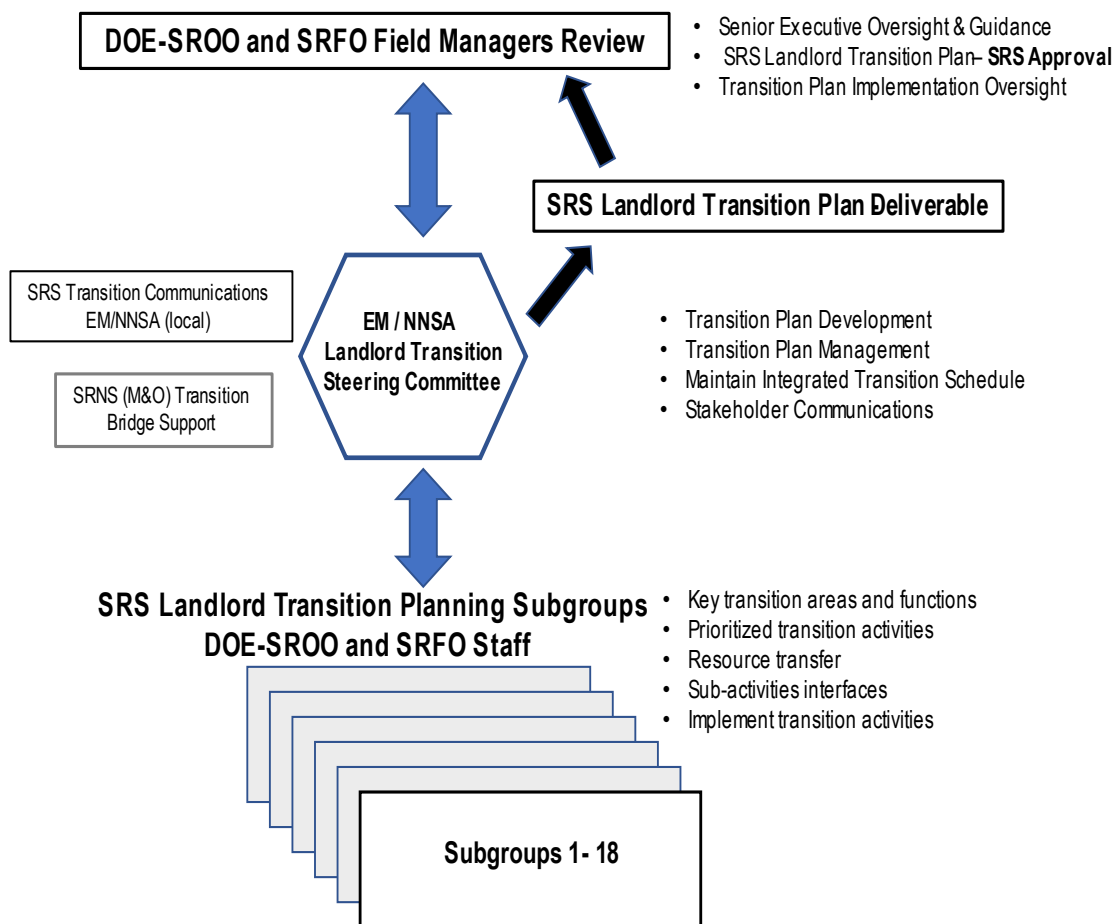 DOE-SROO and SRFO Field Managers Review
• Senior Executive Oversight & Guidance
• SRS Landlord Transition Plan– SRS Approval
• Transition Plan Implementation Oversight
SRS Landlord Transition Plan Deliverable
SRS Transition Communications
EM/NNSA (local)
SRNS (M&O) Transition
Bridge Support
EM / NNSA
Landlord Transition
Steering Committee
• Transition Plan Development
• Transition Plan Management
• Maintain Integrated Transition Schedule
• Stakeholder Communications
SRS Landlord Transition Planning Subgroups
DOE-SROO and SRFO Staff
• Key transition areas and functions
• Prioritized transition activities
• Resource transfer
• Sub-activities interfaces
• Implement transition activities
Subgroups 1- 18